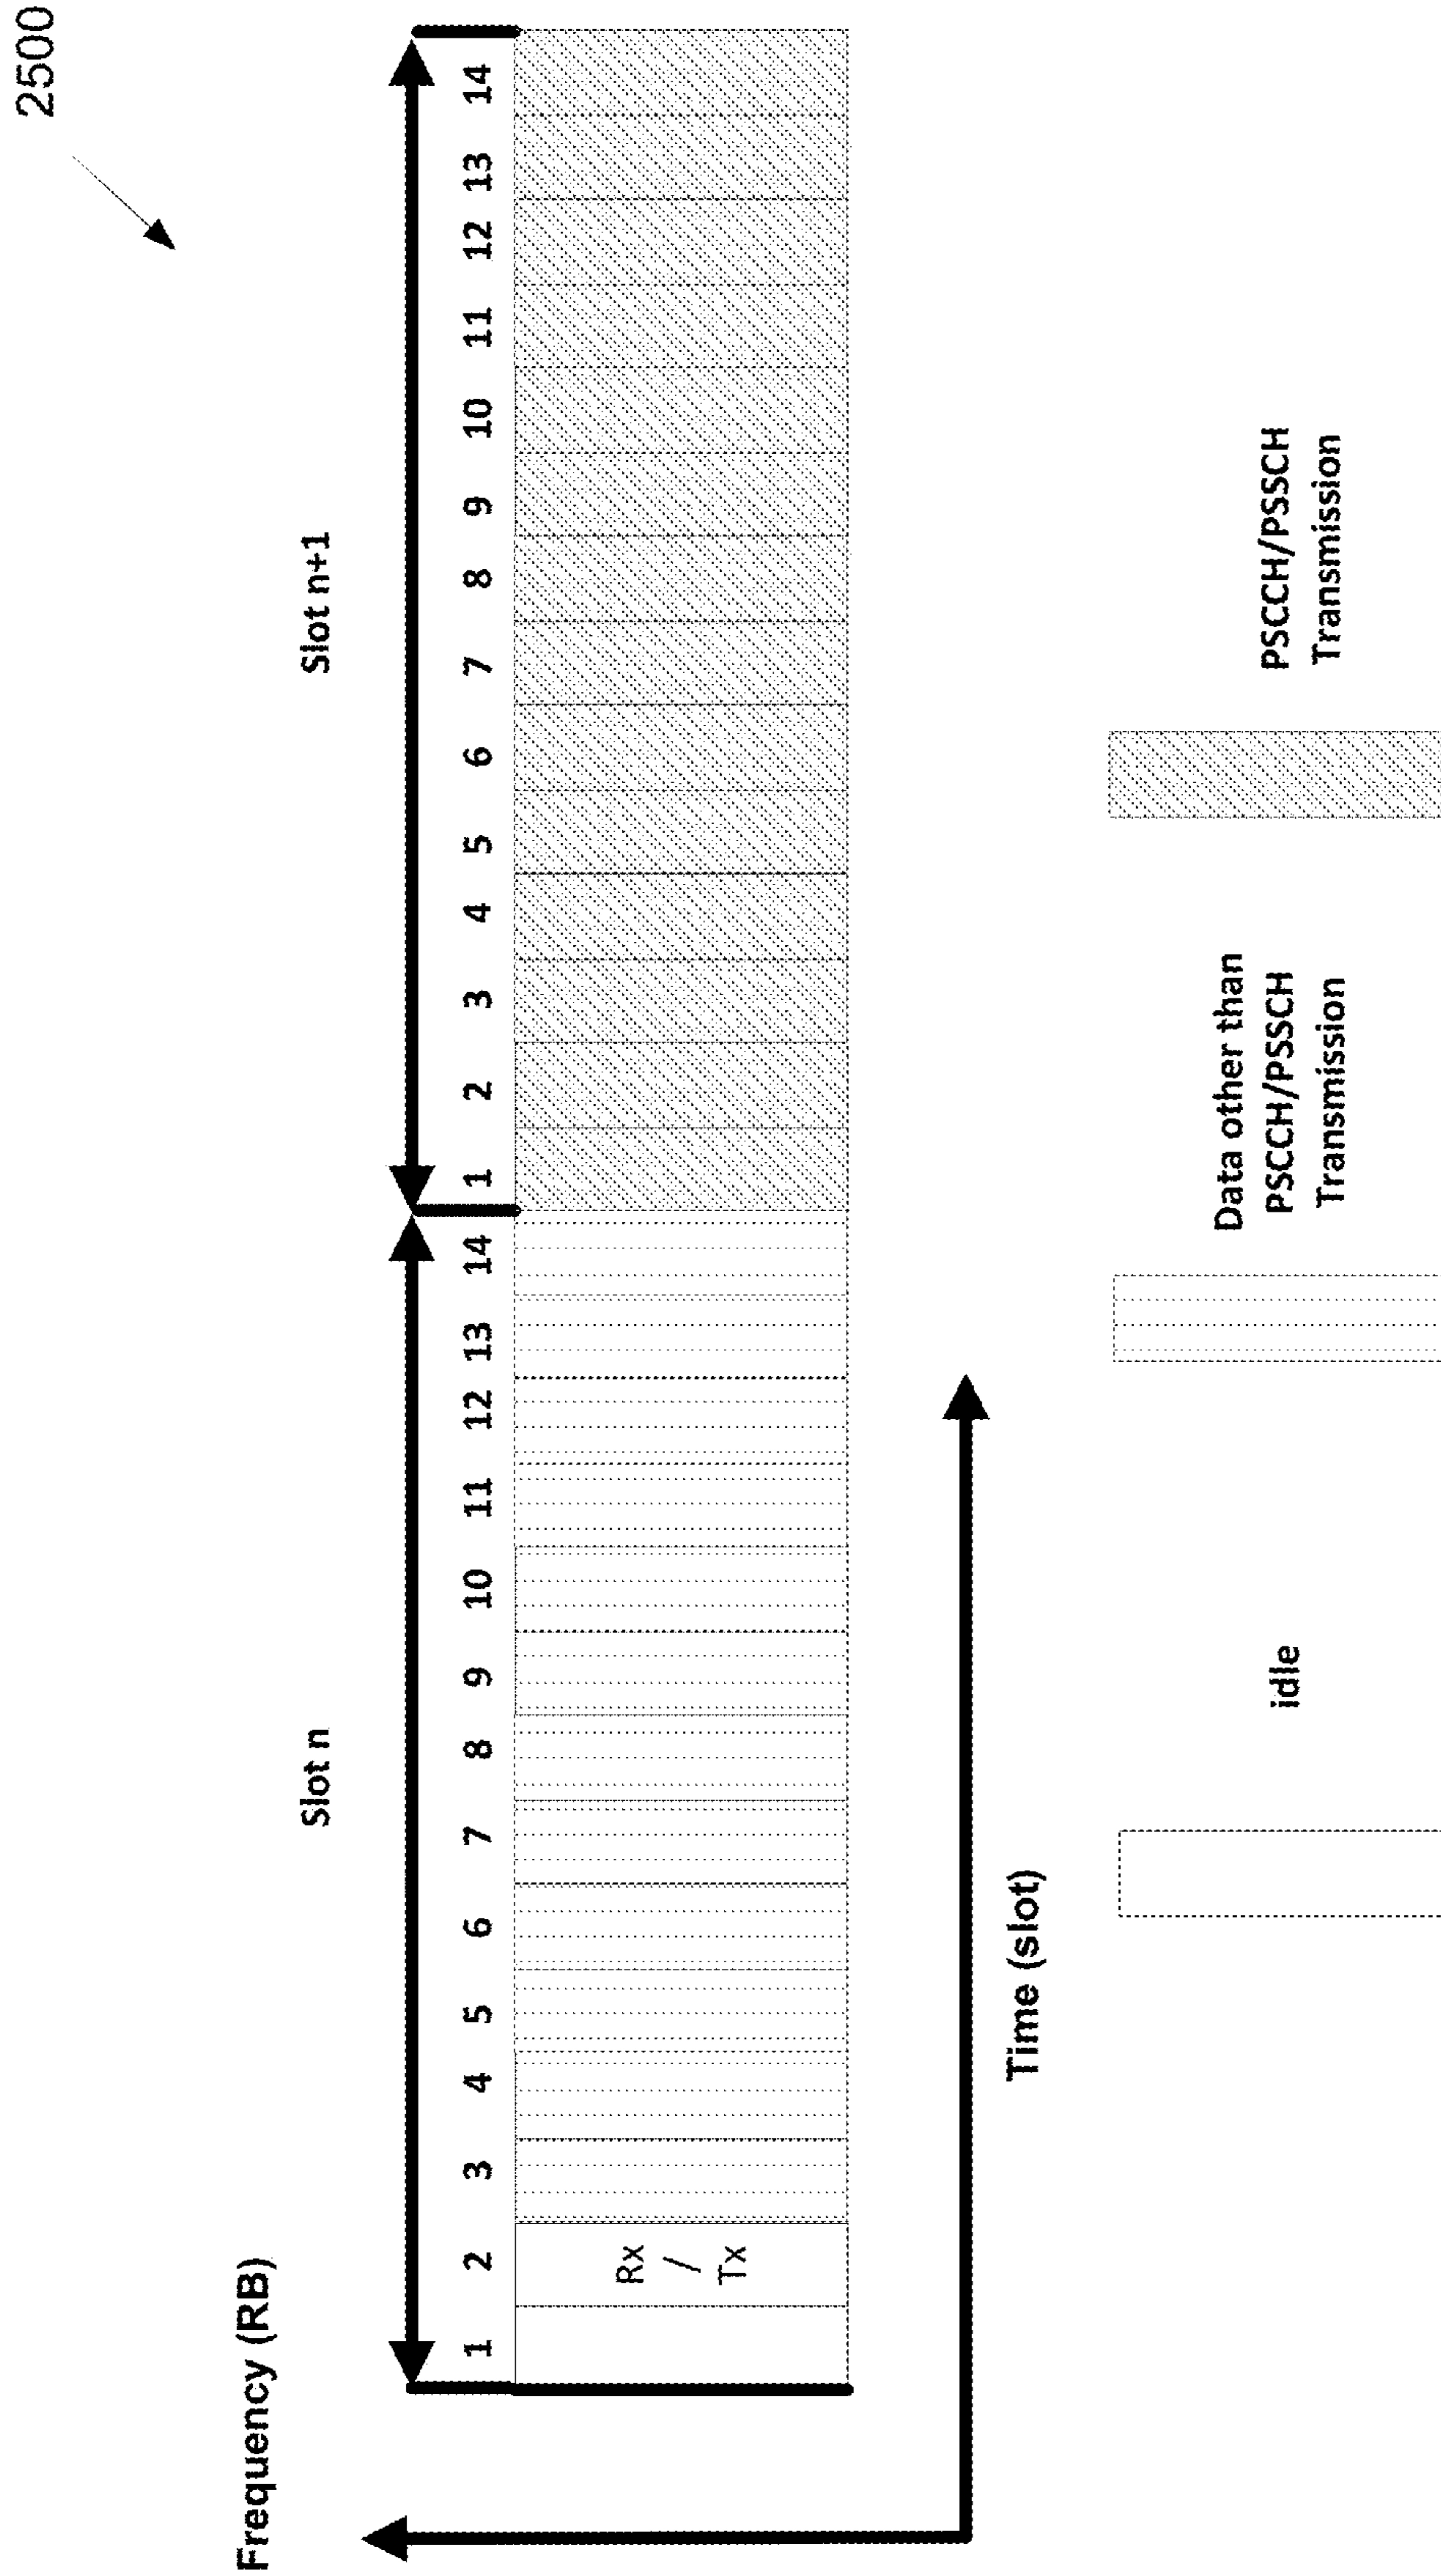 2500
Frequency (RB)
Slot n
Slot n+1
1 2 3 4 5 6 7 8 9 10 11 12 13 14 1 2 3 4 5 6 7 8 9 10 11 12 13 14
Rx
/
Tx
Time (slot)
idle
Data other than
PSCCH/PSSCH
Transmission
PSCCH/PSSCH
Transmission